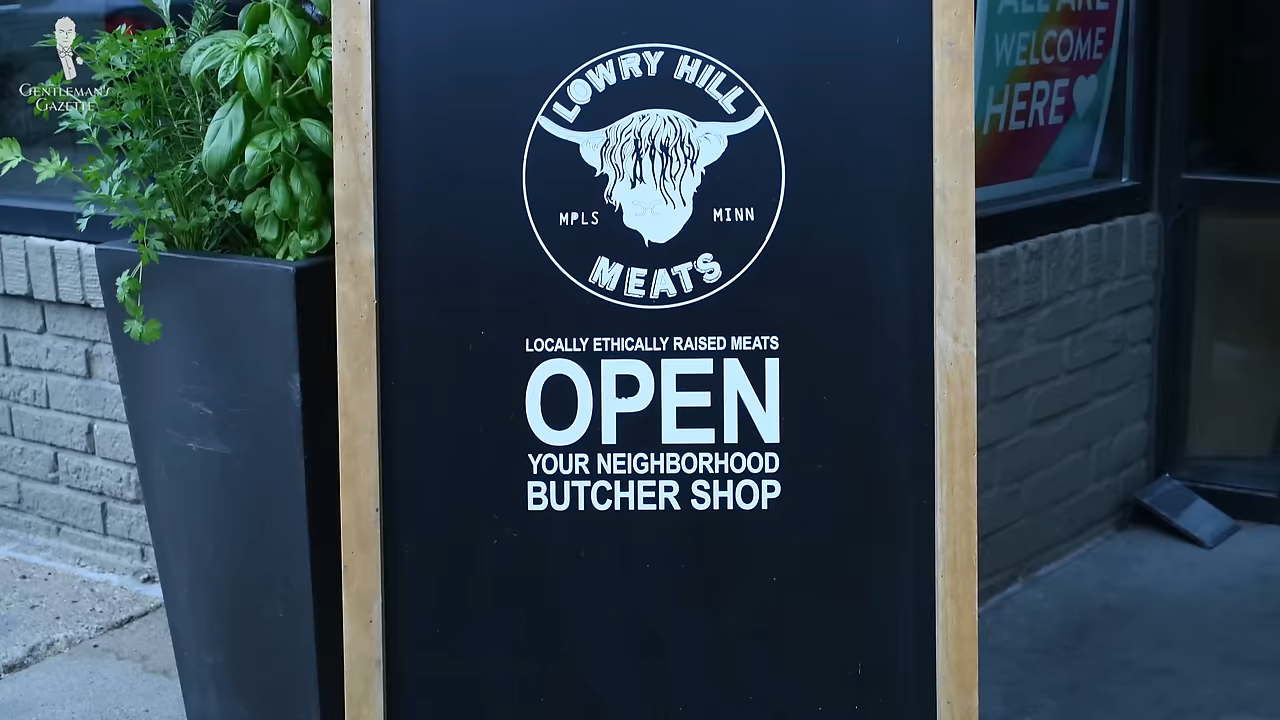 GENTLEMAN'S
GAZETTE
LOWRY HILL
MPLS MINN
MEATS
LOCALLY ETHICALLY RAISED MEATS
OPEN
YOUR NEIGHBORHOOD
BUTCHER SHOP
ALL ARE
WELCOME
HERE